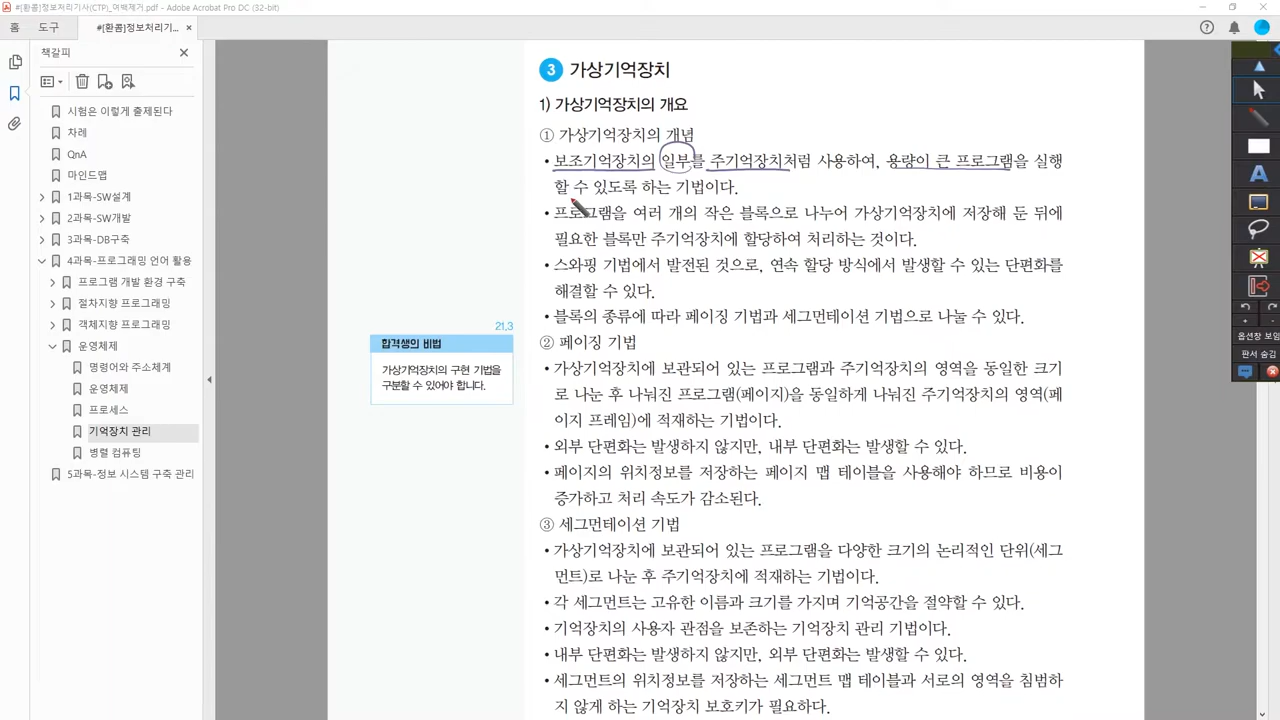 #[환콤]정보처리기사(CTP)_여백제거.pdf - Adobe Acrobat Pro DC (32-bit)
홈 도구 #[환콤]정보처리기... ×
책갈피
시험은 이렇게 출제된다
차례
QnA
마인드맵
1과목-SW설계
2과목-SW개발
3과목-DB구축
4과목-프로그래밍 언어 활용
프로그램 개발 환경 구축
절차지향 프로그래밍
객체지향 프로그래밍
운영체제
명령어와 주소체계
운영체제
프로세스
기억장치 관리
병렬 컴퓨팅
5과목-정보 시스템 구축 관리
21.3
합격생의 비법
가상기억장치의 구현 기법을
구분할 수 있어야 합니다.
3 가상기억장치
1) 가상기억장치의 개요
① 가상기억장치의 개념
• 보조기억장치의 일부를 주기억장치처럼 사용하여, 용량이 큰 프로그램을 실행
할 수 있도록 하는 기법이다.
• 프로그램을 여러 개의 작은 블록으로 나누어 가상기억장치에 저장해 둔 뒤에
필요한 블록만 주기억장치에 할당하여 처리하는 것이다.
• 스와핑 기법에서 발전된 것으로, 연속 할당 방식에서 발생할 수 있는 단편화를
해결할 수 있다.
• 블록의 종류에 따라 페이징 기법과 세그먼테이션 기법으로 나눌 수 있다.
② 페이징 기법
• 가상기억장치에 보관되어 있는 프로그램과 주기억장치의 영역을 동일한 크기
로 나눈 후 나눠진 프로그램(페이지)을 동일하게 나눠진 주기억장치의 영역(페
이지 프레임)에 적재하는 기법이다.
• 외부 단편화는 발생하지 않지만, 내부 단편화는 발생할 수 있다.
• 페이지의 위치정보를 저장하는 페이지 맵 테이블을 사용해야 하므로 비용이
증가하고 처리 속도가 감소된다.
③ 세그먼테이션 기법
• 가상기억장치에 보관되어 있는 프로그램을 다양한 크기의 논리적인 단위(세그
먼트)로 나눈 후 주기억장치에 적재하는 기법이다.
• 각 세그먼트는 고유한 이름과 크기를 가지며 기억공간을 절약할 수 있다.
• 기억장치의 사용자 관점을 보존하는 기억장치 관리 기법이다.
• 내부 단편화는 발생하지 않지만, 외부 단편화는 발생할 수 있다.
• 세그먼트의 위치정보를 저장하는 세그먼트 맵 테이블과 서로의 영역을 침범하
지 않게 하는 기억장치 보호키가 필요하다.
A
옵션창 보임
판서 숨김